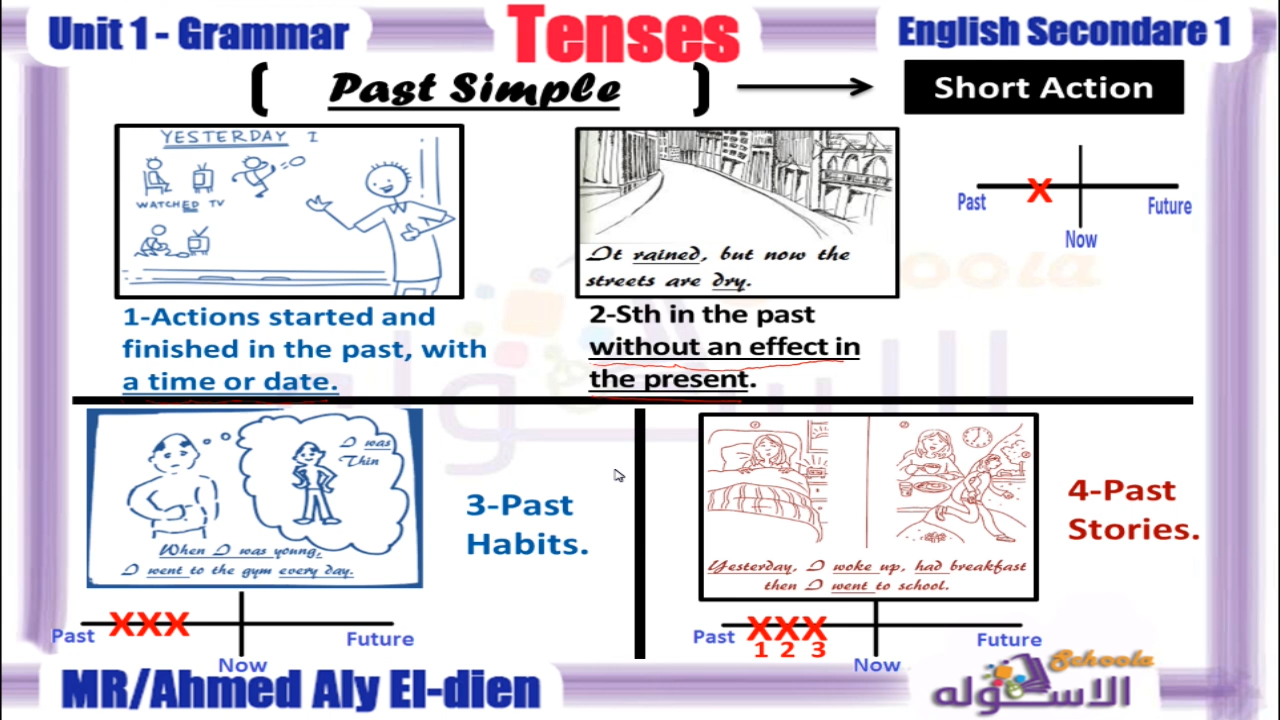 Unit 1 - Grammar
Tenses
English Secondare 1
( Past Simple )
Short Action
YESTERDAY I
WATCHED TV
It rained, but now the
streets are dry.
Past
Future
Now
1-Actions started and
finished in the past, with
a time or date.
2-Sth in the past
without an effect in
the present.
I was
Thin
When I was young,
I went to the gym every day.
3-Past
Habits.
Yesterday, I woke up, had breakfast
then I went to school.
4-Past
Stories.
Past
XXX
Future
Now
Past
XXX
1 2 3
Future
Now
MR/Ahmed Aly El-dien
Schoola
الاسكوله